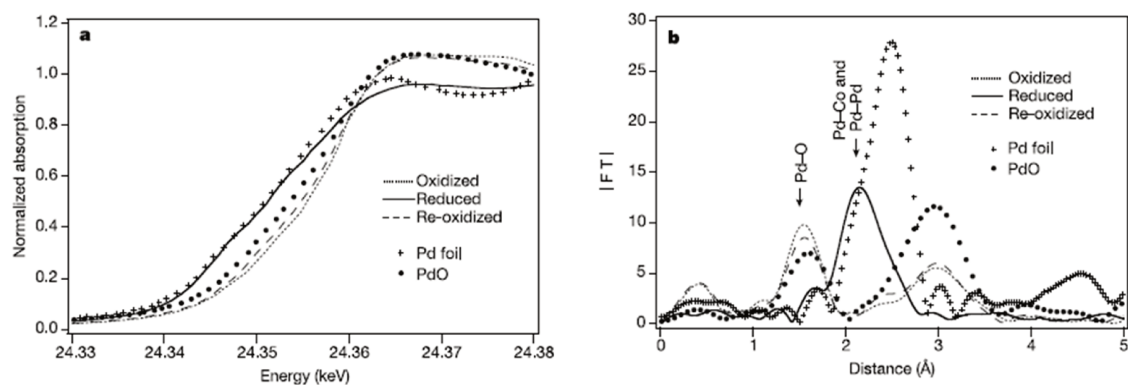 a
Normalized absorption
1.2
1.0
0.8
0.6
0.4
0.2
0.0
Oxidized
Reduced
Re-oxidized
Pd foil
PdO
24.33 24.34 24.35 24.36 24.37 24.38
Energy (keV)
b
|FT|
30
25
20
15
10
5
0
Pd–O
Pd–Co and
Pd–Pd
Oxidized
Reduced
Re-oxidized
Pd foil
PdO
0 1 2 3 4 5
Distance (Å)